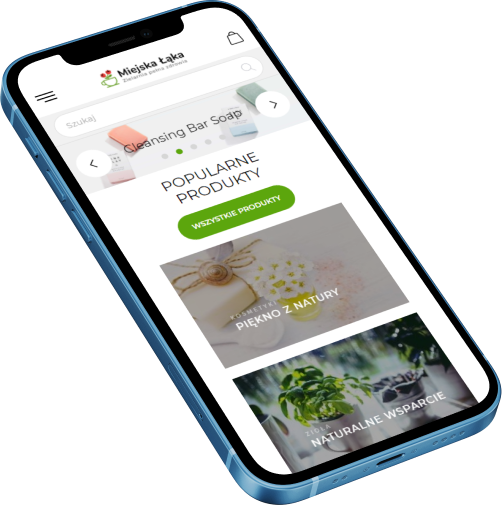 Miejska Łąka
Zielarnia pełna zdrowia
Szukaj
Cleansing Bar Soap
POPULARNE
PRODUKTY
WSZYSTKIE PRODUKTY
KOSMETYKI
PIĘKNO Z NATURY
ZIOŁA
NATURALNE WSPARCIE